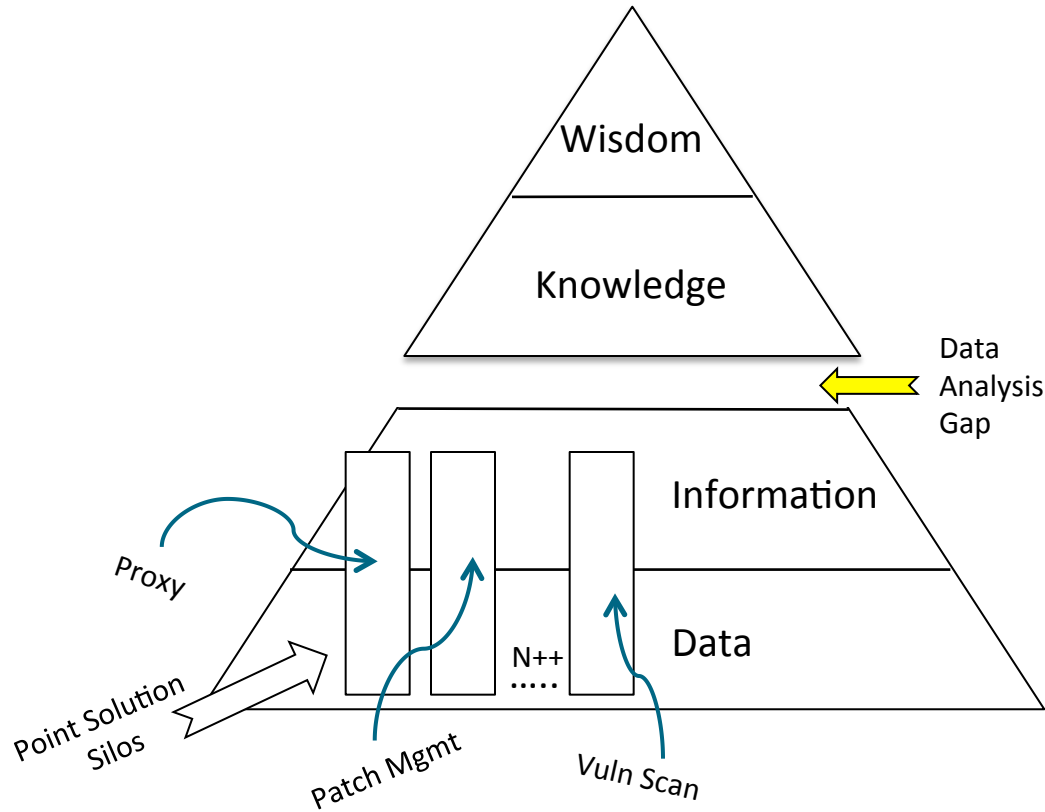 Wisdom
Knowledge
Data
Analysis
Gap
Information
Proxy
Data
N++
.....
Point Solution
Silos
Patch Mgmt
Vuln Scan